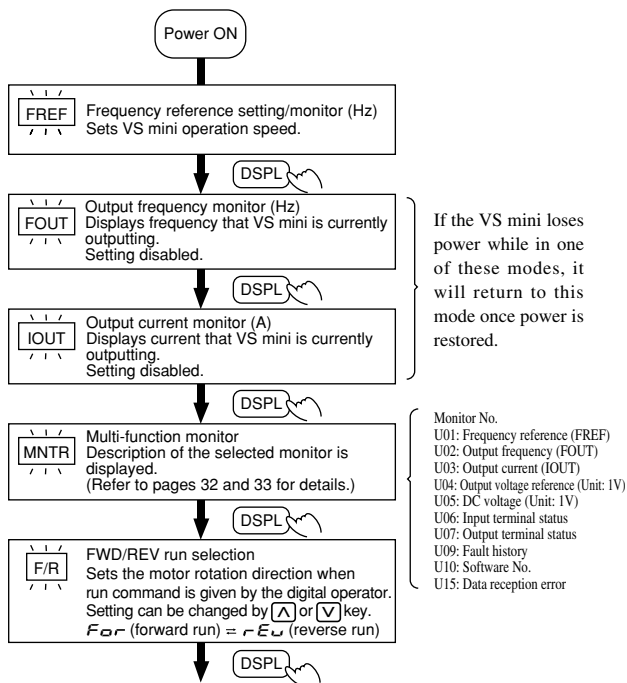 Power ON
FREF
Frequency reference setting/monitor (Hz)
Sets VS mini operation speed.
DSPL
FOUT
Output frequency monitor (Hz)
Displays frequency that VS mini is currently
outputting.
Setting disabled.
DSPL
IOUT
Output current monitor (A)
Displays current that VS mini is currently
outputting.
Setting disabled.
If the VS mini loses
power while in one
of these modes, it
will return to this
mode once power is
restored.
DSPL
MNTR
Multi-function monitor
Description of the selected monitor is
displayed.
(Refer to pages 32 and 33 for details.)
Monitor No.
U01: Frequency reference (FREF)
U02: Output frequency (FOUT)
U03: Output current (IOUT)
U04: Output voltage reference (Unit: 1V)
U05: DC voltage (Unit: 1V)
U06: Input terminal status
U07: Output terminal status
U09: Fault history
U10: Software No.
U15: Data reception error
DSPL
F/R
FWD/REV run selection
Sets the motor rotation direction when
run command is given by the digital operator.
Setting can be changed by ∧ or ∨ key.
For (forward run) ⇌ rEv (reverse run)
DSPL